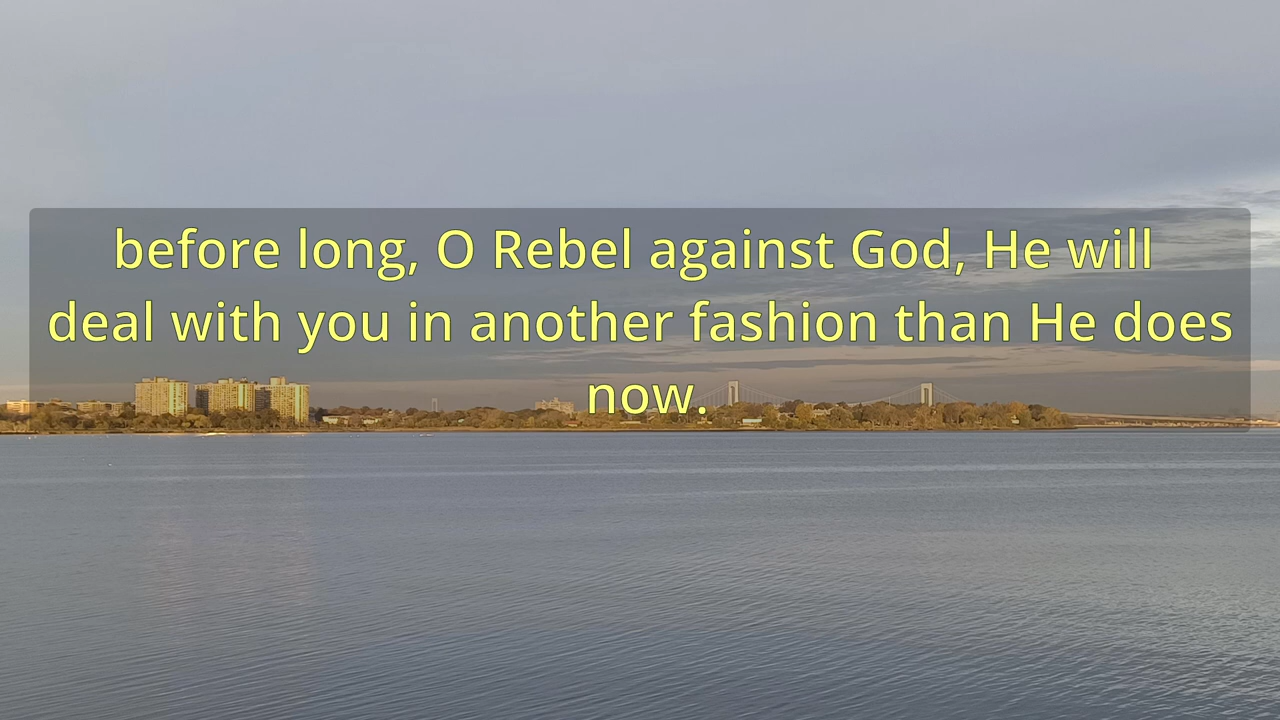 before long, O Rebel against God, He will
deal with you in another fashion than He does
now.